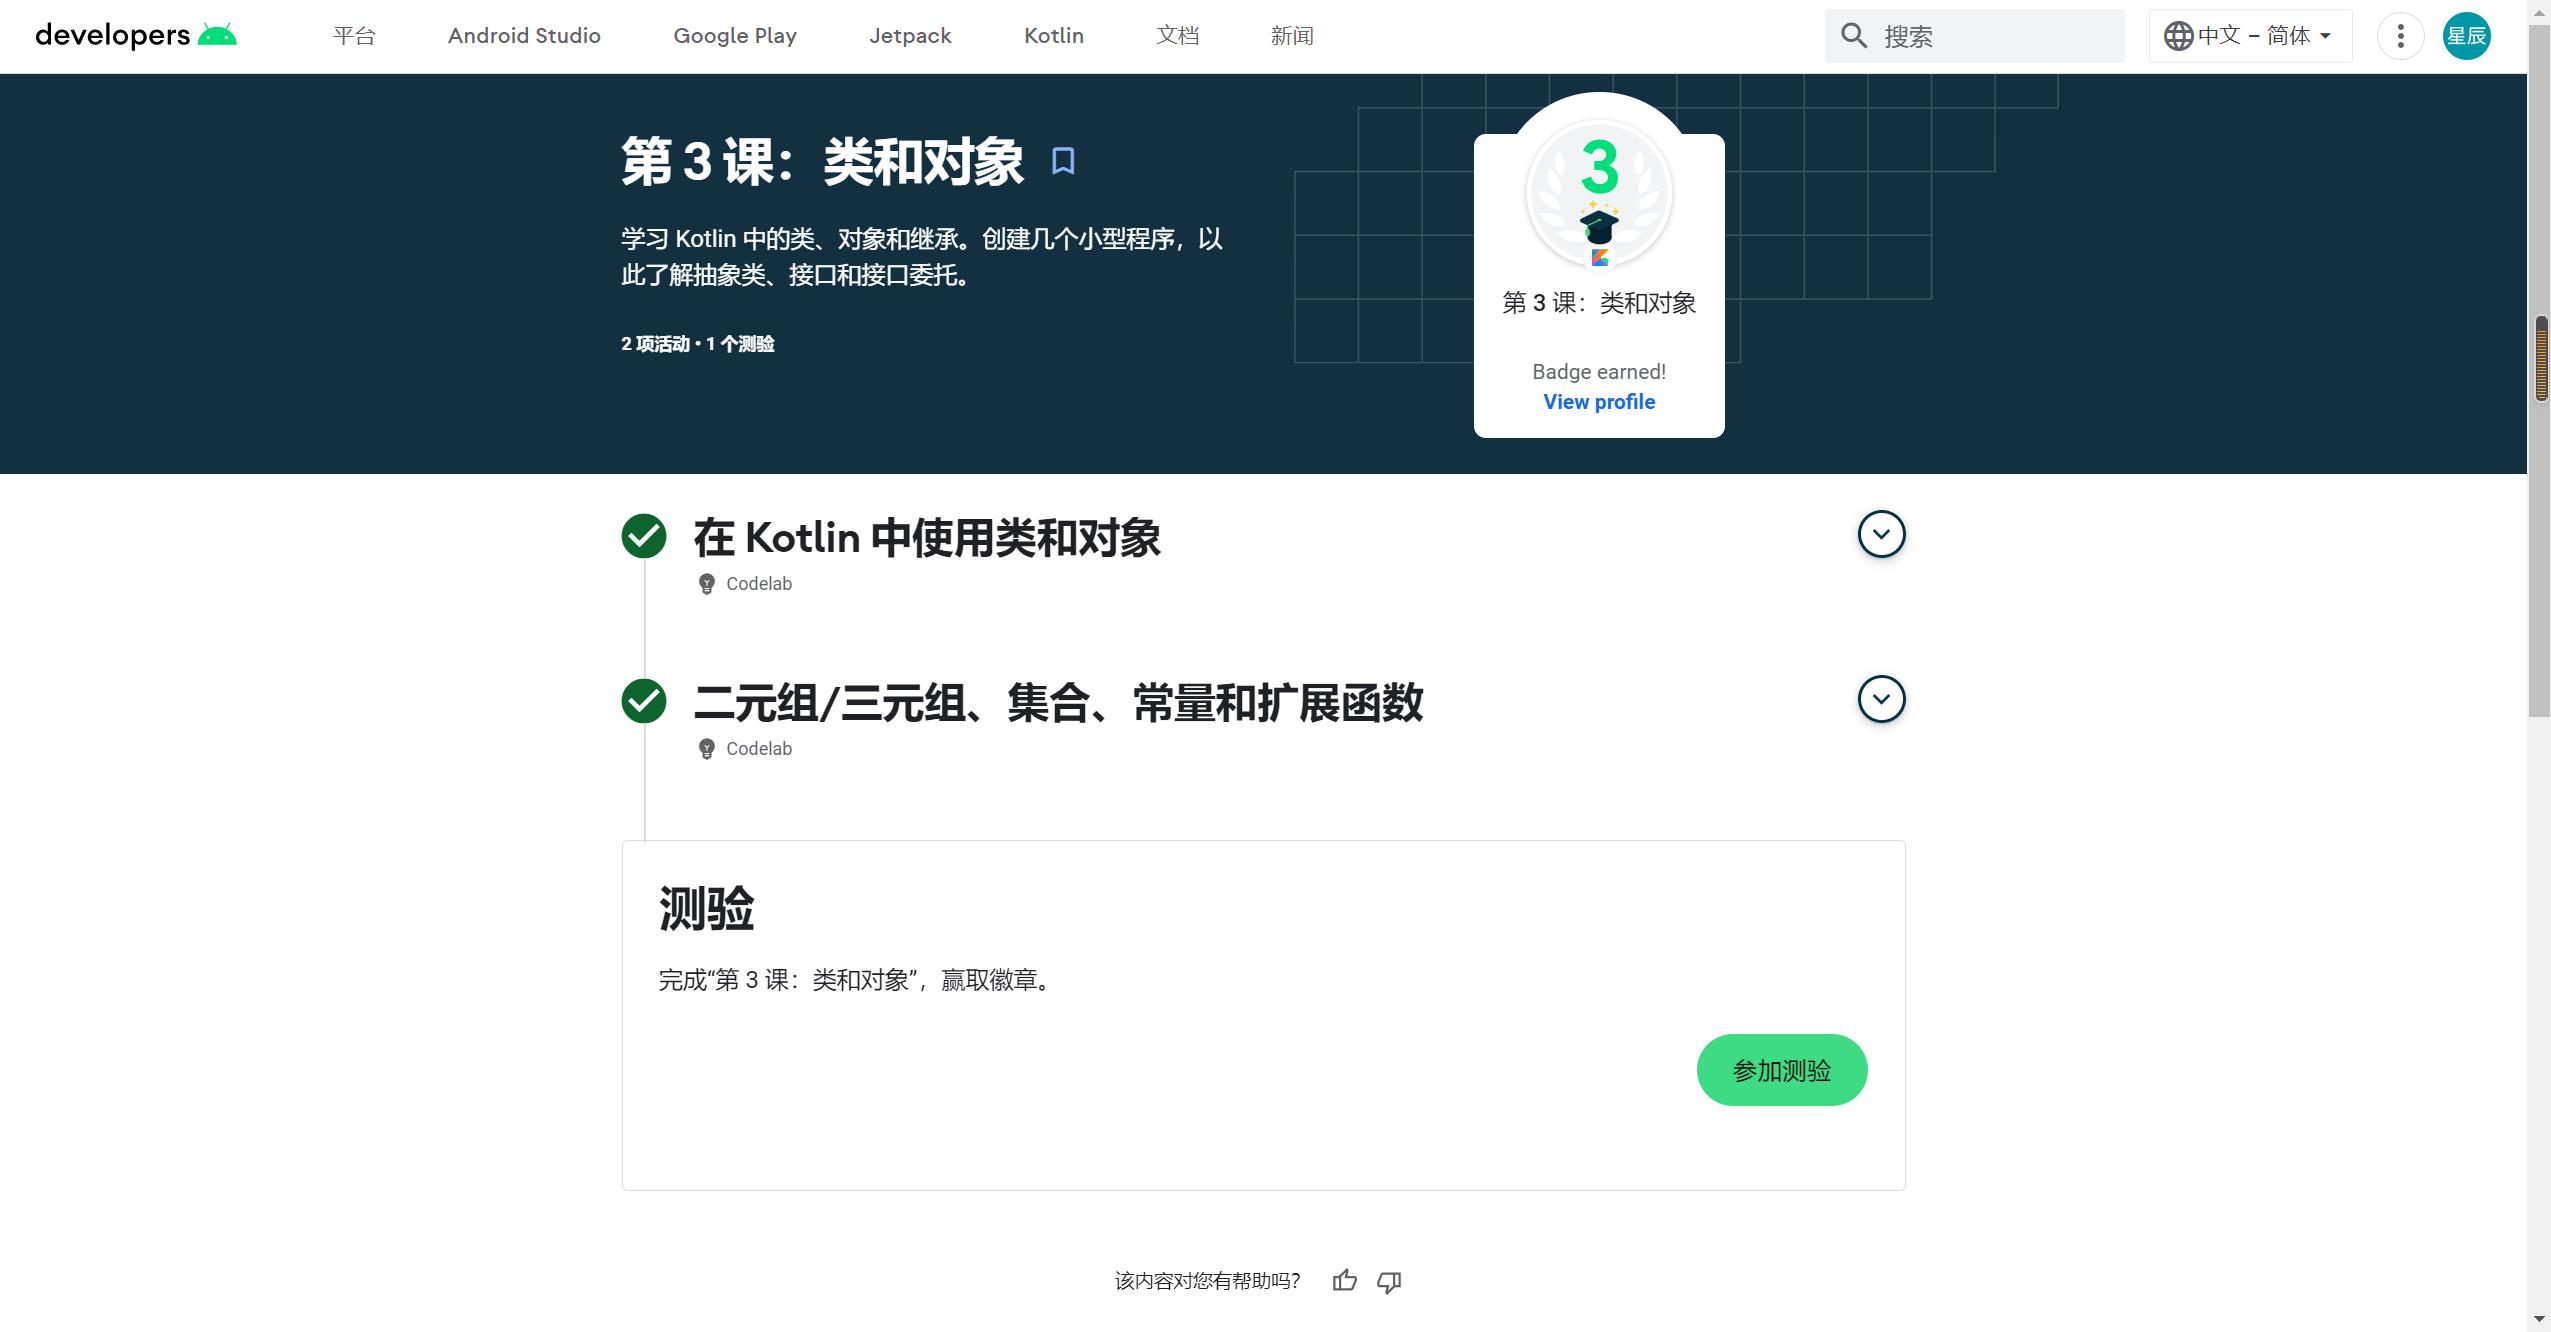 developers
平台
Android Studio
Google Play
Jetpack
Kotlin
文档
新闻
搜索
中文 – 简体
星辰
第 3 课：类和对象
学习 Kotlin 中的类、对象和继承。创建几个小型程序，以
此了解抽象类、接口和接口委托。
2 项活动 • 1 个测验
3
第 3 课：类和对象
Badge earned!
View profile
在 Kotlin 中使用类和对象
Codelab
二元组/三元组、集合、常量和扩展函数
Codelab
测验
完成“第 3 课：类和对象”，赢取徽章。
参加测验
该内容对您有帮助吗？